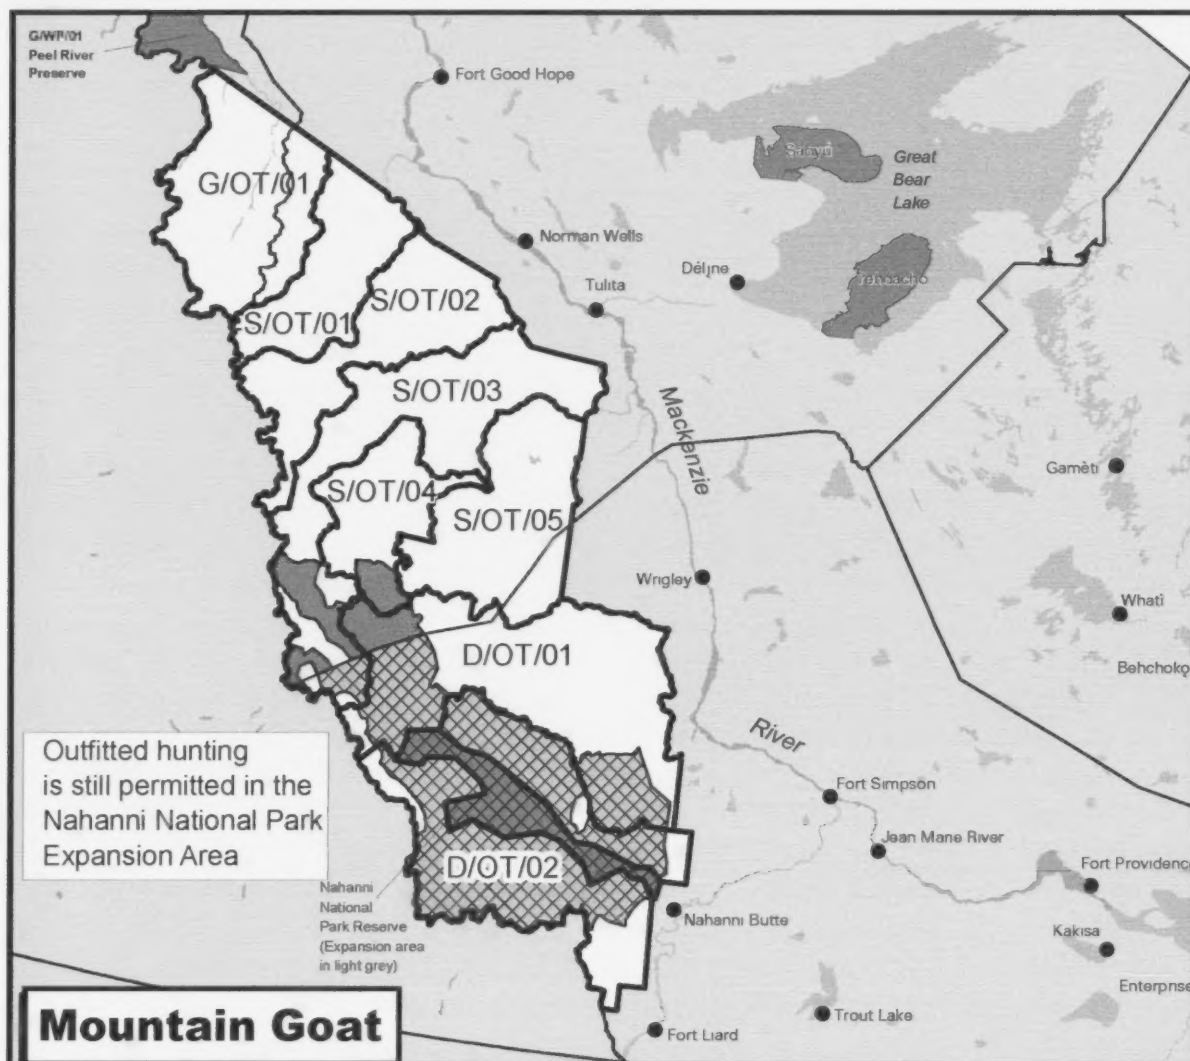 G/WP/01
Peel River
Preserve
Fort Good Hope
Great
Bear
Lake
G/OT/01
Norman Wells
Délįne
Tulita
S/OT/02
S/OT/01
S/OT/03
Mackenzie
Gamètì
S/OT/04
S/OT/05
Wrigley
Whatì
D/OT/01
Behchokǫ
River
Outfitted hunting
is still permitted in the
Nahanni National Park
Expansion Area
Fort Simpson
Jean Marie River
Fort Providence
D/OT/02
Nahanni
National
Park Reserve
(Expansion area
in light grey)
Nahanni Butte
Kakisa
Enterprise
Mountain Goat
Trout Lake
Fort Liard